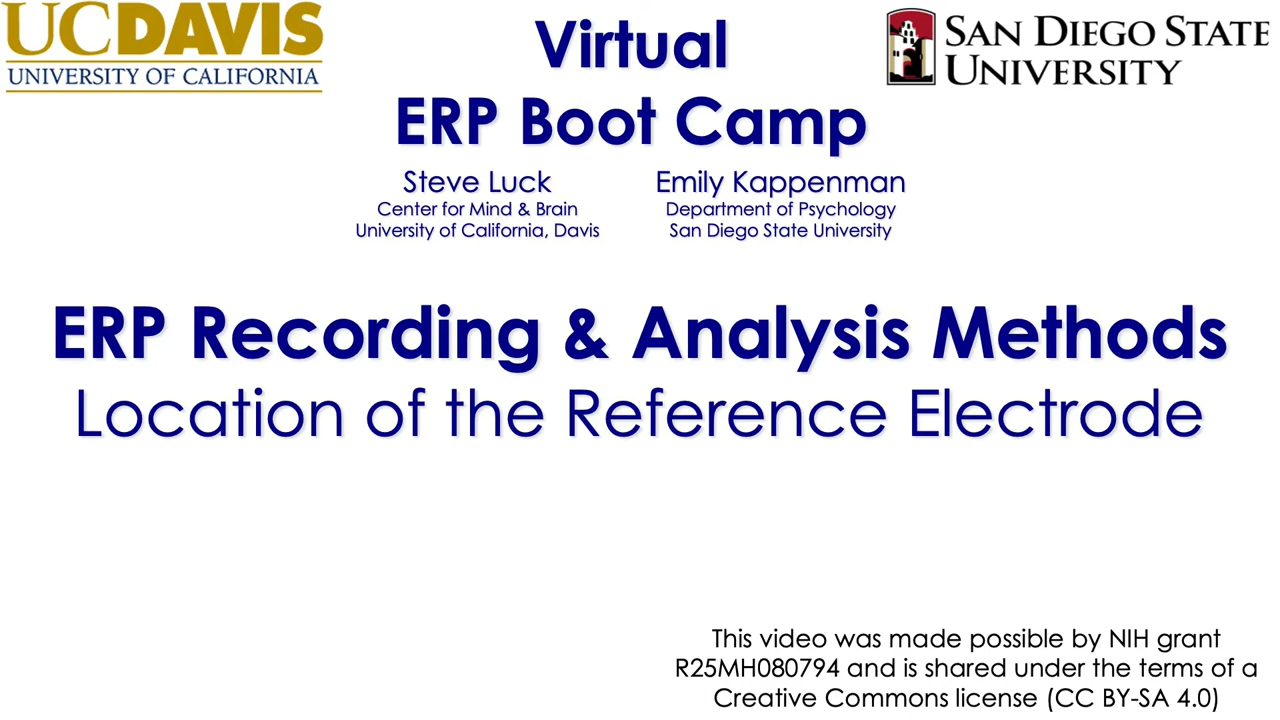 UCDAVIS
UNIVERSITY OF CALIFORNIA
Virtual
ERP Boot Camp
SAN DIEGO STATE
UNIVERSITY
Steve Luck
Center for Mind & Brain
University of California, Davis
Emily Kappenman
Department of Psychology
San Diego State University
ERP Recording & Analysis Methods
Location of the Reference Electrode
This video was made possible by NIH grant
R25MH080794 and is shared under the terms of a
Creative Commons license (CC BY-SA 4.0)